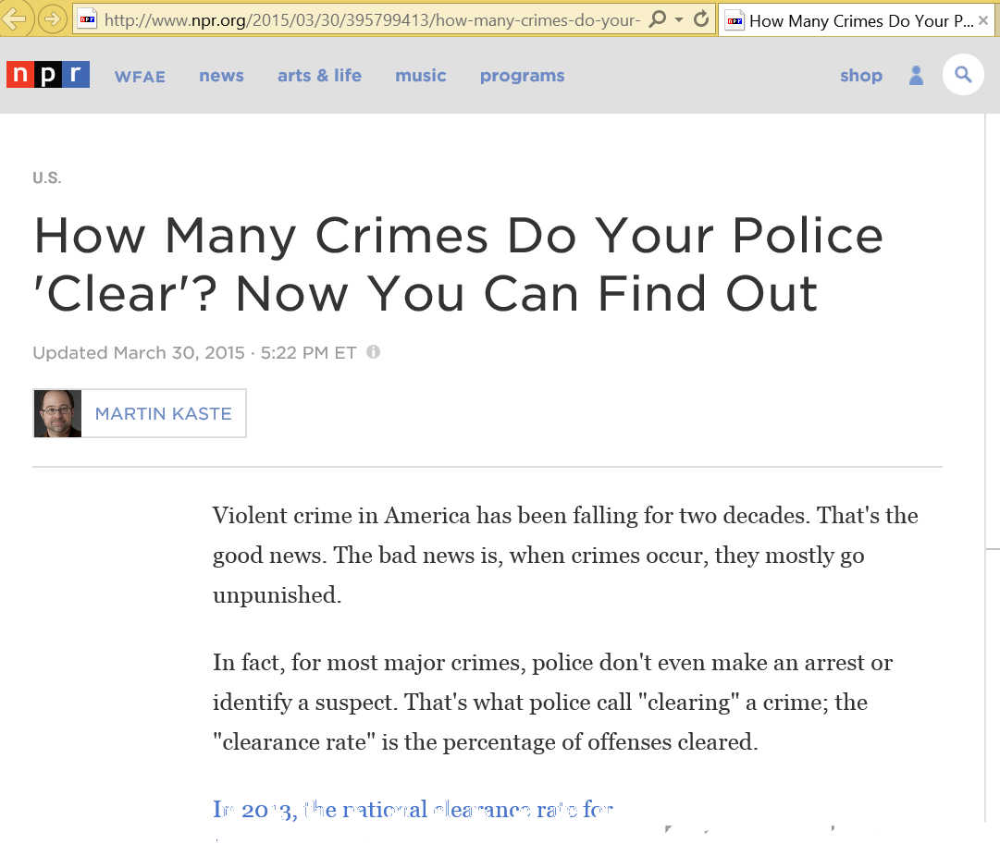 http://www.npr.org/2015/03/30/395799413/how-many-crimes-do-your-
How Many Crimes Do Your P...
npr WFAE news arts & life music programs shop
U.S.
How Many Crimes Do Your Police
'Clear'? Now You Can Find Out
Updated March 30, 2015 · 5:22 PM ET
MARTIN KASTE
Violent crime in America has been falling for two decades. That's the
good news. The bad news is, when crimes occur, they mostly go
unpunished.
In fact, for most major crimes, police don't even make an arrest or
identify a suspect. That's what police call "clearing" a crime; the
"clearance rate" is the percentage of offenses cleared.
In 2013, the national clearance rate for